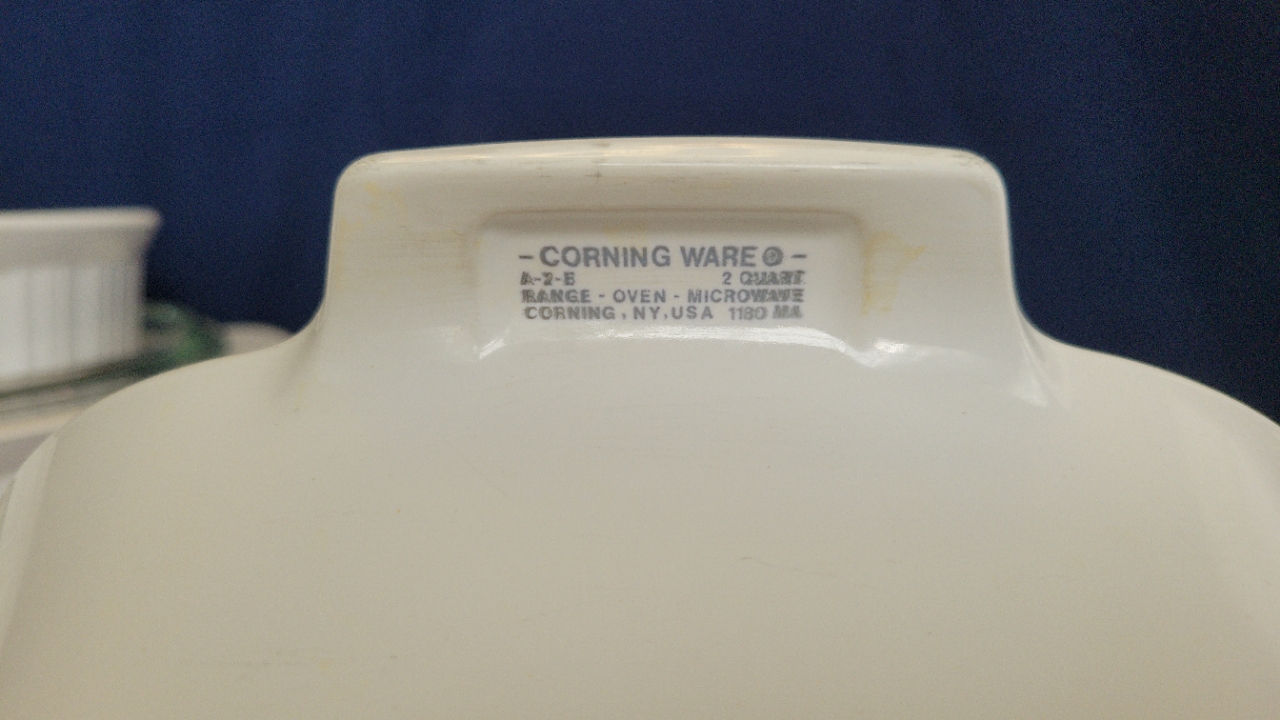 - CORNING WARE ® -
A-2-B 2 QUART
RANGE - OVEN - MICROWAVE
CORNING, NY, USA 1180 MA